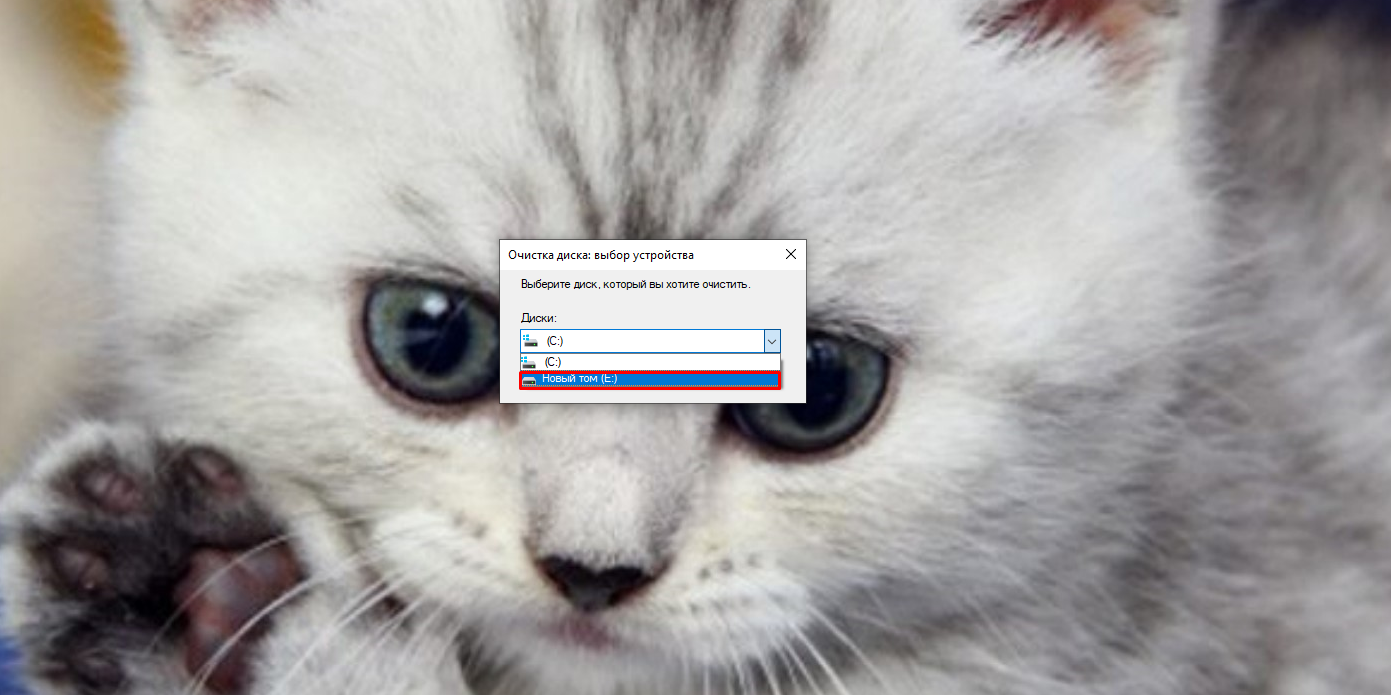 Очистка диска: выбор устройства
Выберите диск, который вы хотите очистить.
Диски:
(C:)
(C:)
Новый том (E:)